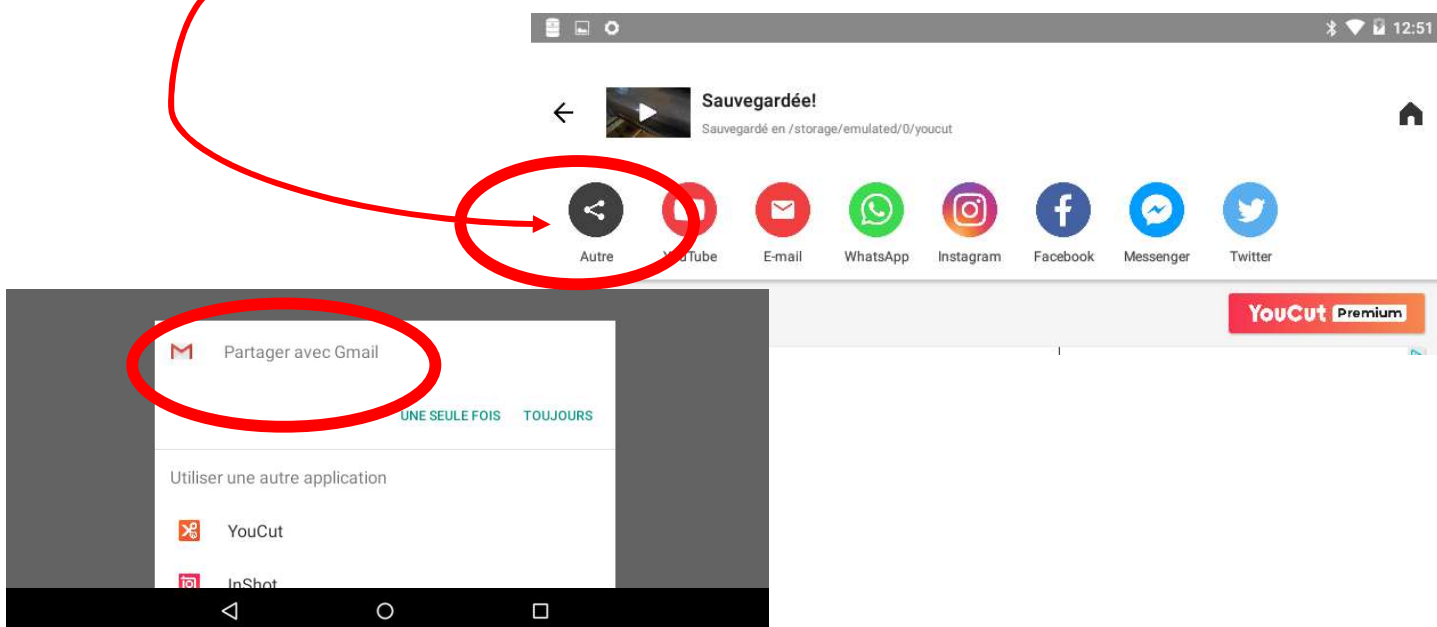 12:51
Sauvegardée!
Sauvegardé en /storage/emulated/0/youcut
Autre YouTube E-mail WhatsApp Instagram Facebook Messenger Twitter
YouCut Premium
Partager avec Gmail
UNE SEULE FOIS TOUJOURS
Utiliser une autre application
YouCut
InShot